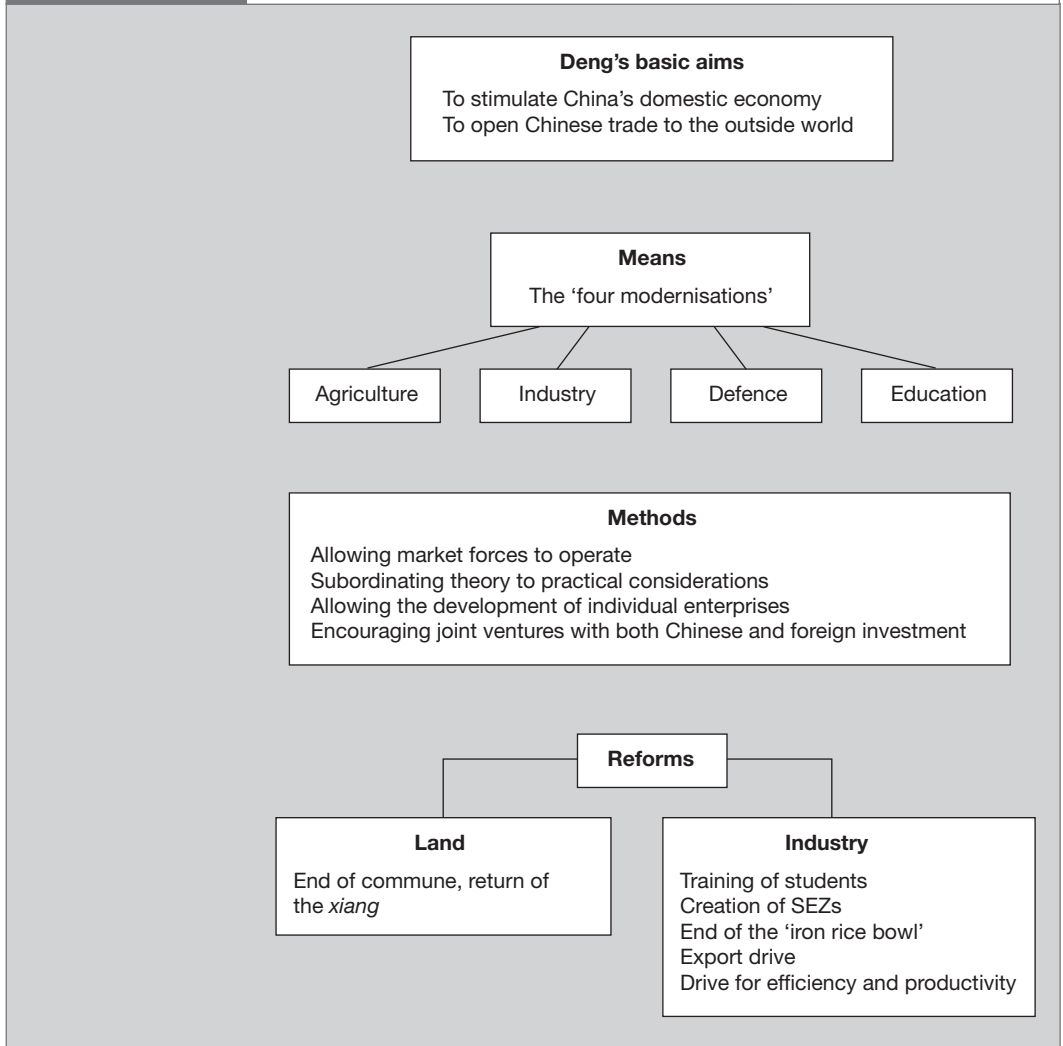 Deng’s basic aims
To stimulate China’s domestic economy
To open Chinese trade to the outside world
Means
The ‘four modernisations’
Agriculture
Industry
Defence
Education
Methods
Allowing market forces to operate
Subordinating theory to practical considerations
Allowing the development of individual enterprises
Encouraging joint ventures with both Chinese and foreign investment
Reforms
Land
End of commune, return of
the xiang
Industry
Training of students
Creation of SEZs
End of the ‘iron rice bowl’
Export drive
Drive for efficiency and productivity